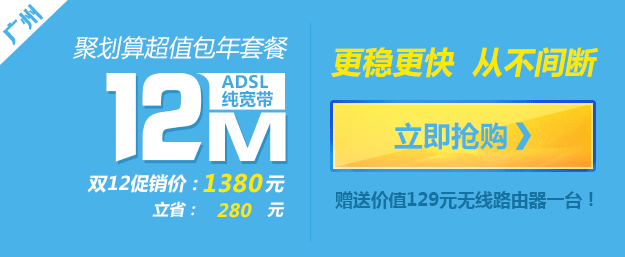 广州
聚划算超值包年套餐
12M
ADSL
纯宽带
双12促销价：1380元
立省： 280 元
更稳更快 从不间断
立即抢购 》
赠送价值129元无线路由器一台！